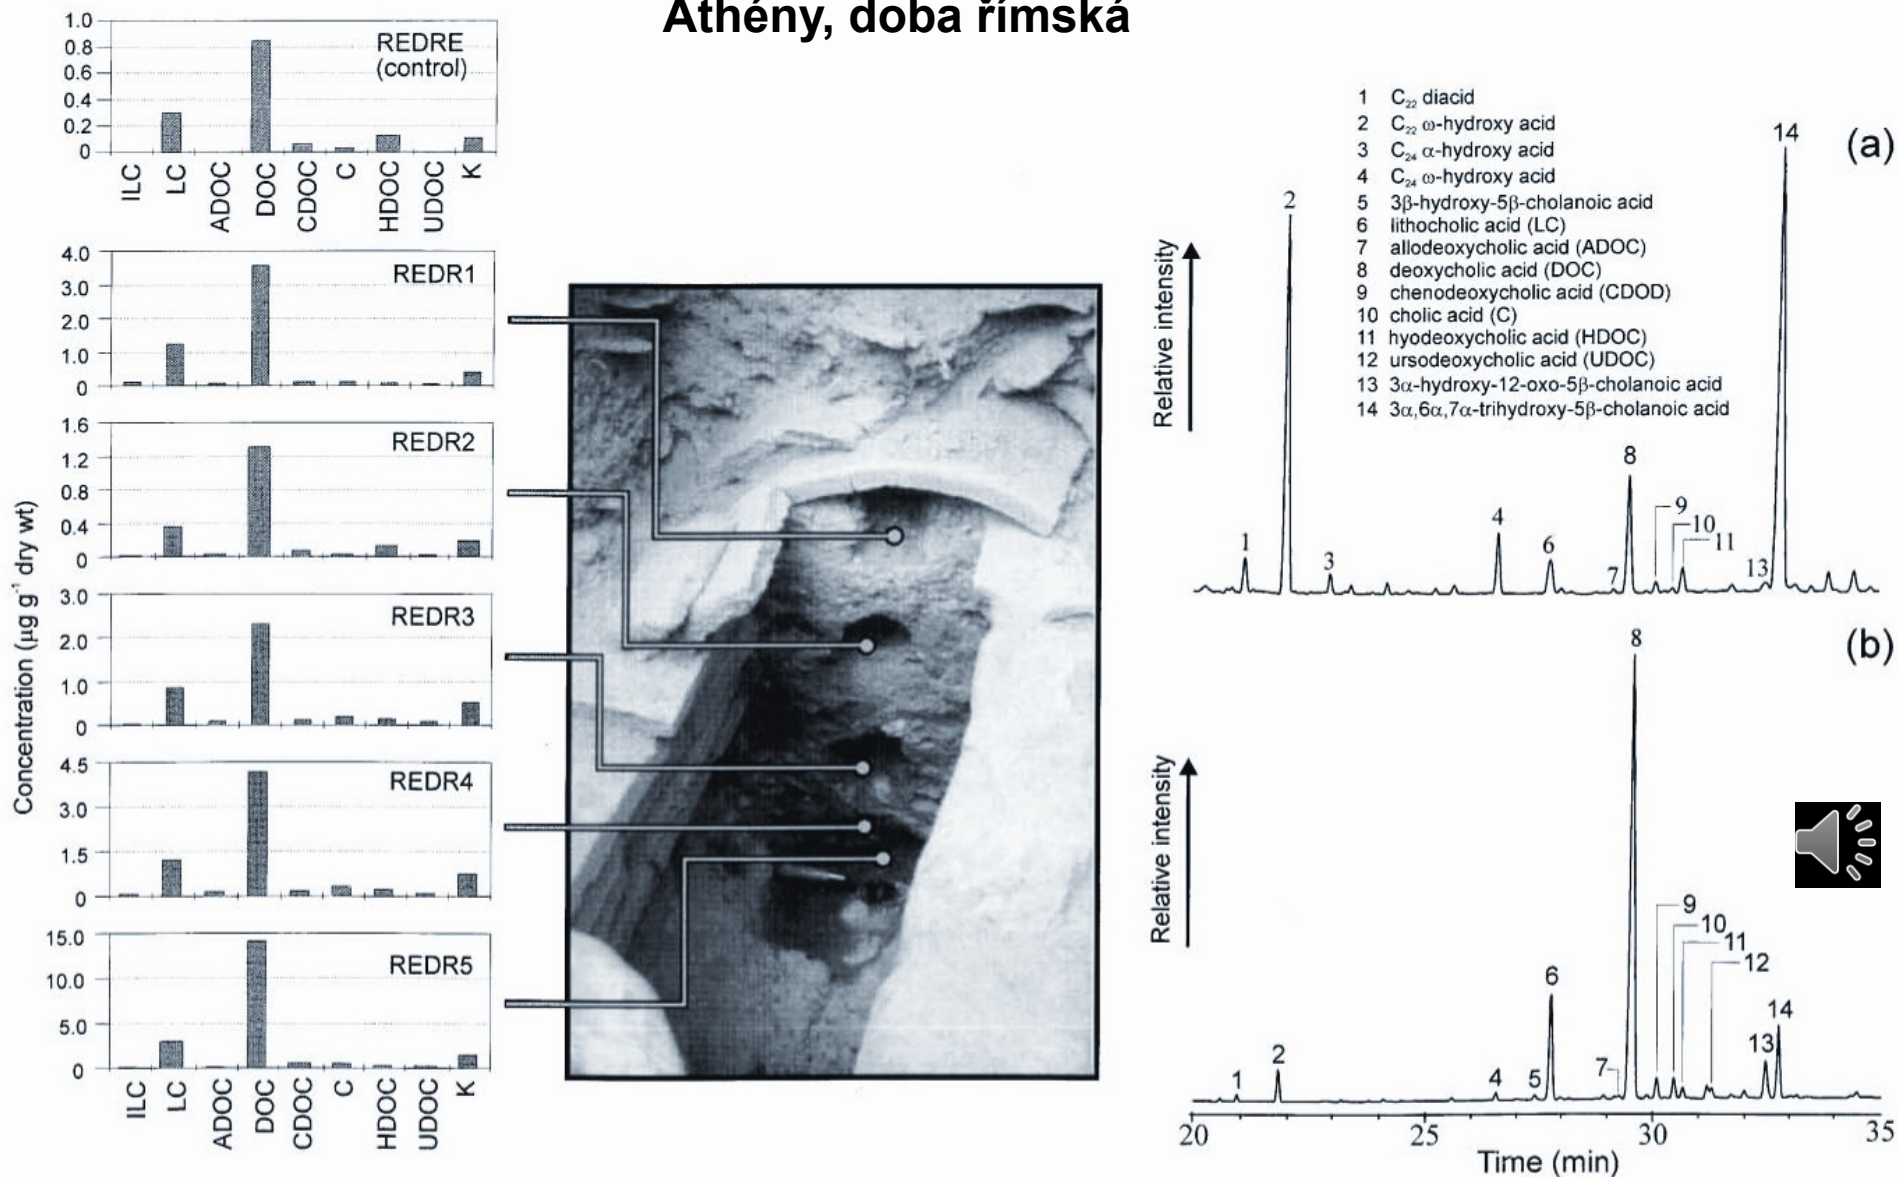 Athény, doba římská
1.0
0.8
0.6
0.4
0.2
0
REDRE
(control)
ILC
LC
ADOC
DOC
CDOC
C
HDOC
UDOC
K
4.0
3.0
2.0
1.0
0
REDR1
1.6
1.2
0.8
0.4
0
REDR2
3.0
2.0
1.0
0
REDR3
4.5
3.0
1.5
0
REDR4
15.0
10.0
5.0
0
REDR5
ILC
LC
ADOC
DOC
CDOC
C
HDOC
UDOC
K
Concentration (µg g⁻¹ dry wt)
1 C₂₂ diacid
2 C₂₂ ω-hydroxy acid
3 C₂₄ α-hydroxy acid
4 C₂₄ ω-hydroxy acid
5 3β-hydroxy-5β-cholanoic acid
6 lithocholic acid (LC)
7 allodeoxycholic acid (ADOC)
8 deoxycholic acid (DOC)
9 chenodeoxycholic acid (CDOD)
10 cholic acid (C)
11 hyodeoxycholic acid (HDOC)
12 ursodeoxycholic acid (UDOC)
13 3α-hydroxy-12-oxo-5β-cholanoic acid
14 3α,6α,7α-trihydroxy-5β-cholanoic acid
(a)
Relative intensity
1
2
3
4
6
7
8
9
10
11
13
14
(b)
Relative intensity
1
2
4
5
6
7
8
9
10
11
12
13
14
20
25
30
35
Time (min)